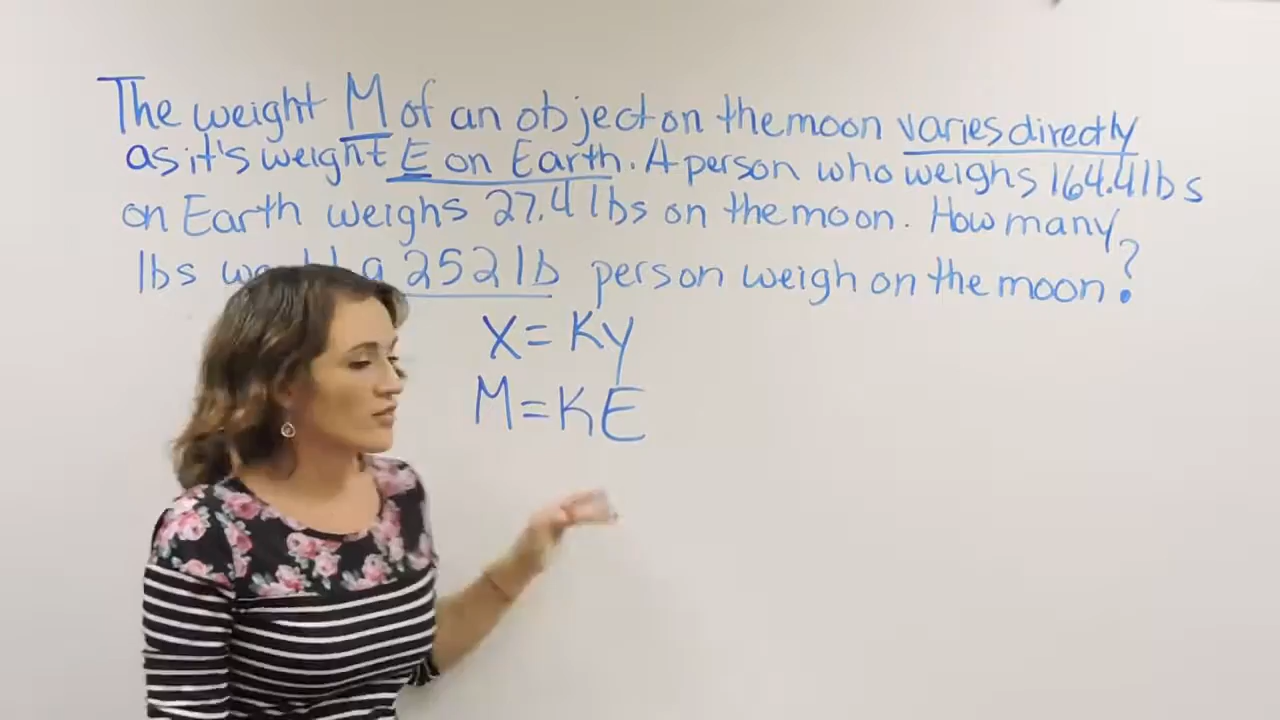 The weight M of an object on the moon varies directly
as it's weight E on Earth. A person who weighs 164.4 lbs
on Earth weighs 27.4 lbs on the moon. How many
lbs a 252 lb person weigh on the moon?
X = KY
M = KE